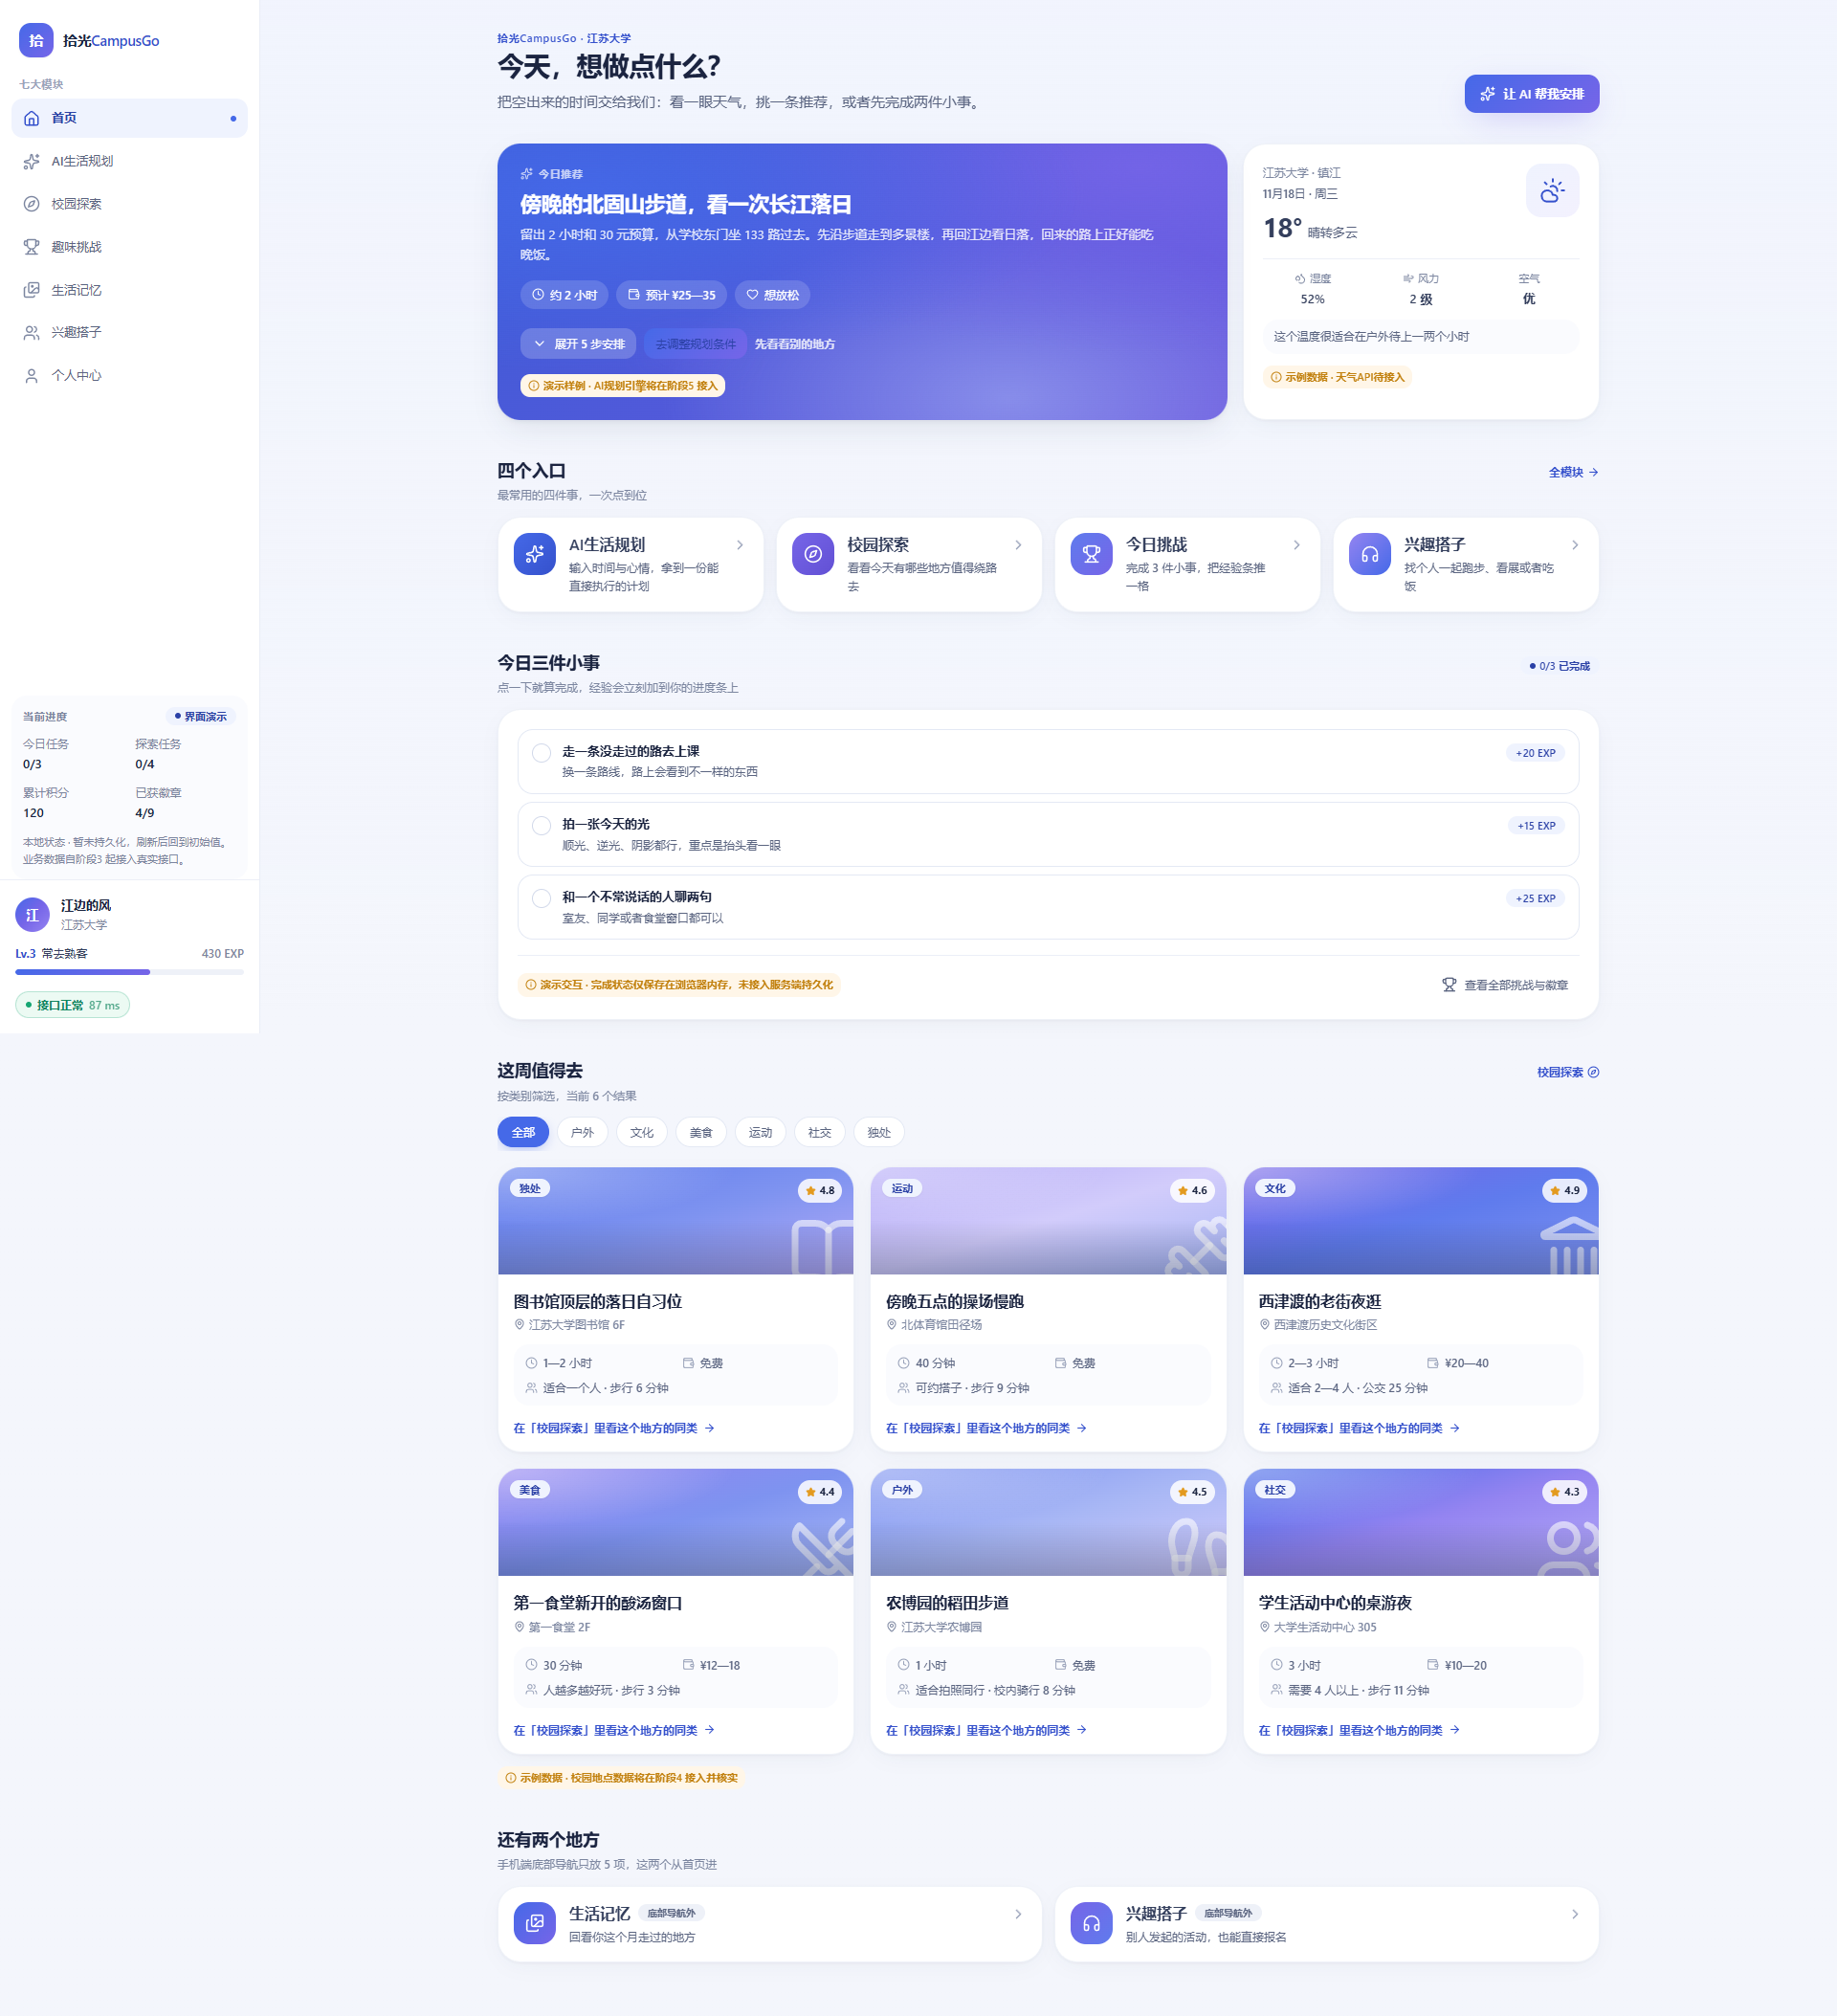 拾 拾光CampusGo
七大模块
首页
AI生活规划
校园探索
趣味挑战
生活记忆
兴趣搭子
个人中心
当前进度 界面演示
今日任务 探索任务
0/3 0/4
累计积分 已获徽章
120 4/9
本地状态 · 暂未持久化，刷新后回到初始值。
业务数据自阶段3 起接入真实接口。
江 江边的风
江苏大学
Lv.3 常去熟客 430 EXP
接口正常 87 ms
拾光CampusGo · 江苏大学
今天，想做点什么？
把空出来的时间交给我们：看一眼天气，挑一条推荐，或者先完成两件小事。
让 AI 帮我安排
今日推荐
傍晚的北固山步道，看一次长江落日
留出 2 小时和 30 元预算，从学校东门坐 133 路过去。先沿步道走到多景楼，再回江边看日落，回来的路上正好能吃
晚饭。
约 2 小时 预计 ¥25—35 想放松
展开 5 步安排 去调整规划条件 先看看别的地方
演示样例 · AI规划引擎将在阶段5 接入
江苏大学 · 镇江
11月18日 · 周三
18° 晴转多云
湿度 风力 空气
52% 2 级 优
这个温度很适合在户外待上一两个小时
示例数据 · 天气API待接入
四个入口
全模块
最常用的四件事，一次点到位
AI生活规划
输入时间与心情，拿到一份能
直接执行的计划
校园探索
看看今天有哪些地方值得绕路
去
今日挑战
完成 3 件小事，把经验条推
一格
兴趣搭子
找个人一起跑步、看展或者吃
饭
今日三件小事
0/3 已完成
点一下就算完成，经验会立刻加到你的进度条上
走一条没走过的路去上课
+20 EXP
换一条路线，路上会看到不一样的东西
拍一张今天的光
+15 EXP
顺光、逆光、阴影都行，重点是抬头看一眼
和一个不常说话的人聊两句
+25 EXP
室友、同学或者食堂窗口都可以
演示交互 · 完成状态仅保存在浏览器内存，未接入服务端持久化
查看全部挑战与徽章
这周值得去
校园探索
按类别筛选，当前 6 个结果
全部 户外 文化 美食 运动 社交 独处
独处 4.8
图书馆顶层的落日自习位
江苏大学图书馆 6F
1—2 小时 免费
适合一个人 · 步行 6 分钟
在「校园探索」里看这个地方的同类
运动 4.6
傍晚五点的操场慢跑
北体育馆田径场
40 分钟 免费
可约搭子 · 步行 9 分钟
在「校园探索」里看这个地方的同类
文化 4.9
西津渡的老街夜逛
西津渡历史文化街区
2—3 小时 ¥20—40
适合 2—4 人 · 公交 25 分钟
在「校园探索」里看这个地方的同类
美食 4.4
第一食堂新开的酸汤窗口
第一食堂 2F
30 分钟 ¥12—18
人越多越好玩 · 步行 3 分钟
在「校园探索」里看这个地方的同类
户外 4.5
农博园的稻田步道
江苏大学农博园
1 小时 免费
适合拍照同行 · 校内骑行 8 分钟
在「校园探索」里看这个地方的同类
社交 4.3
学生活动中心的桌游夜
大学生活动中心 305
3 小时 ¥10—20
需要 4 人以上 · 步行 11 分钟
在「校园探索」里看这个地方的同类
示例数据 · 校园地点数据将在阶段4 接入并核实
还有两个地方
手机端底部导航只放 5 项，这两个从首页进
生活记忆 底部导航外
回看你这个月走过的地方
兴趣搭子 底部导航外
别人发起的活动，也能直接报名